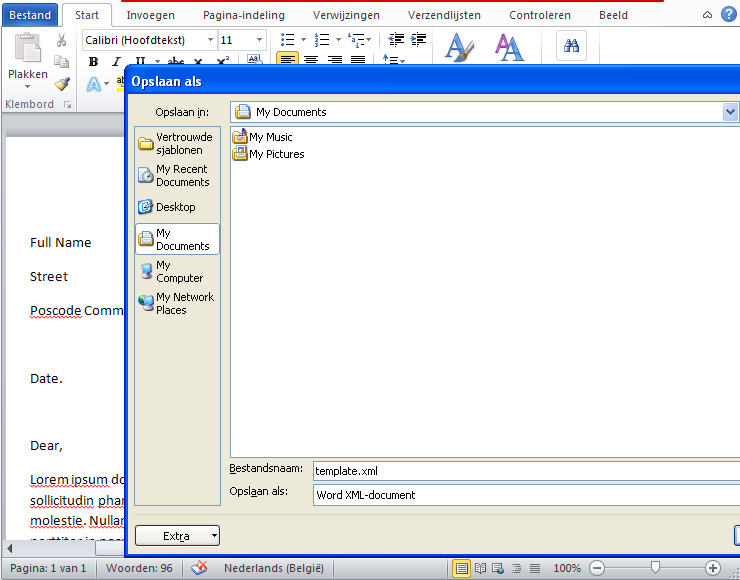 Bestand Start Invoegen Pagina-indeling Verwijzingen Verzendlijsten Controleren Beeld
Calibri (Hoofdtekst) 11
Plakken
B I U abc x x²
Klembord
Opslaan als
Opslaan in: My Documents
Vertrouwde sjablonen
My Recent Documents
Desktop
My Documents
My Computer
My Network Places
My Music
My Pictures
Full Name
Street
Poscode Comm
Date.
Dear,
Lorem ipsum do
sollicitudin phar
molestie. Nullan
Bestandsnaam: template.xml
Opslaan als: Word XML-document
Extra
Pagina: 1 van 1 Woorden: 96 Nederlands (België) 100%